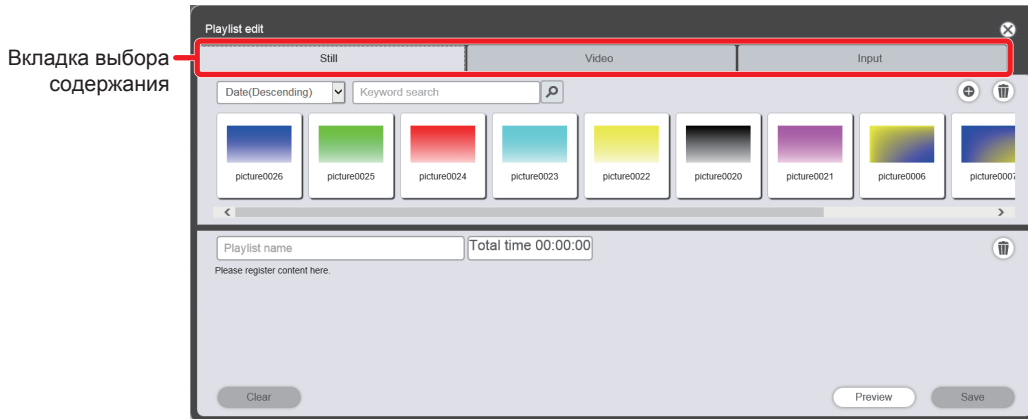 Playlist edit
Вкладка выбора
содержания
Still
Video
Input
Date(Descending)
Keyword search
picture0026
picture0025
picture0024
picture0023
picture0022
picture0020
picture0021
picture0006
picture0007
Playlist name
Total time 00:00:00
Please register content here.
Clear
Preview
Save